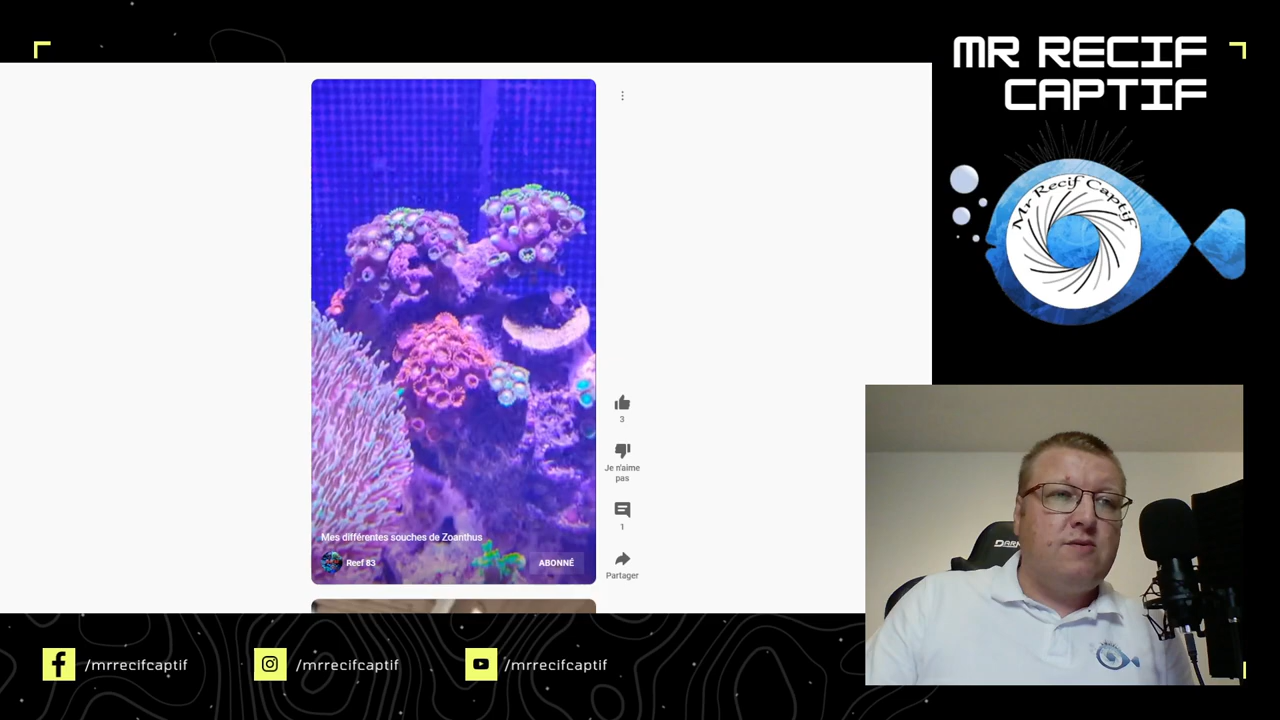 MR RECIF
CAPTIF
Mr Recif Captif
3
Je n'aime
pas
1
Partager
Mes différentes souches de Zoanthus
Reef 83
ABONNÉ
/mrrecifcaptif
/mrrecifcaptif
/mrrecifcaptif